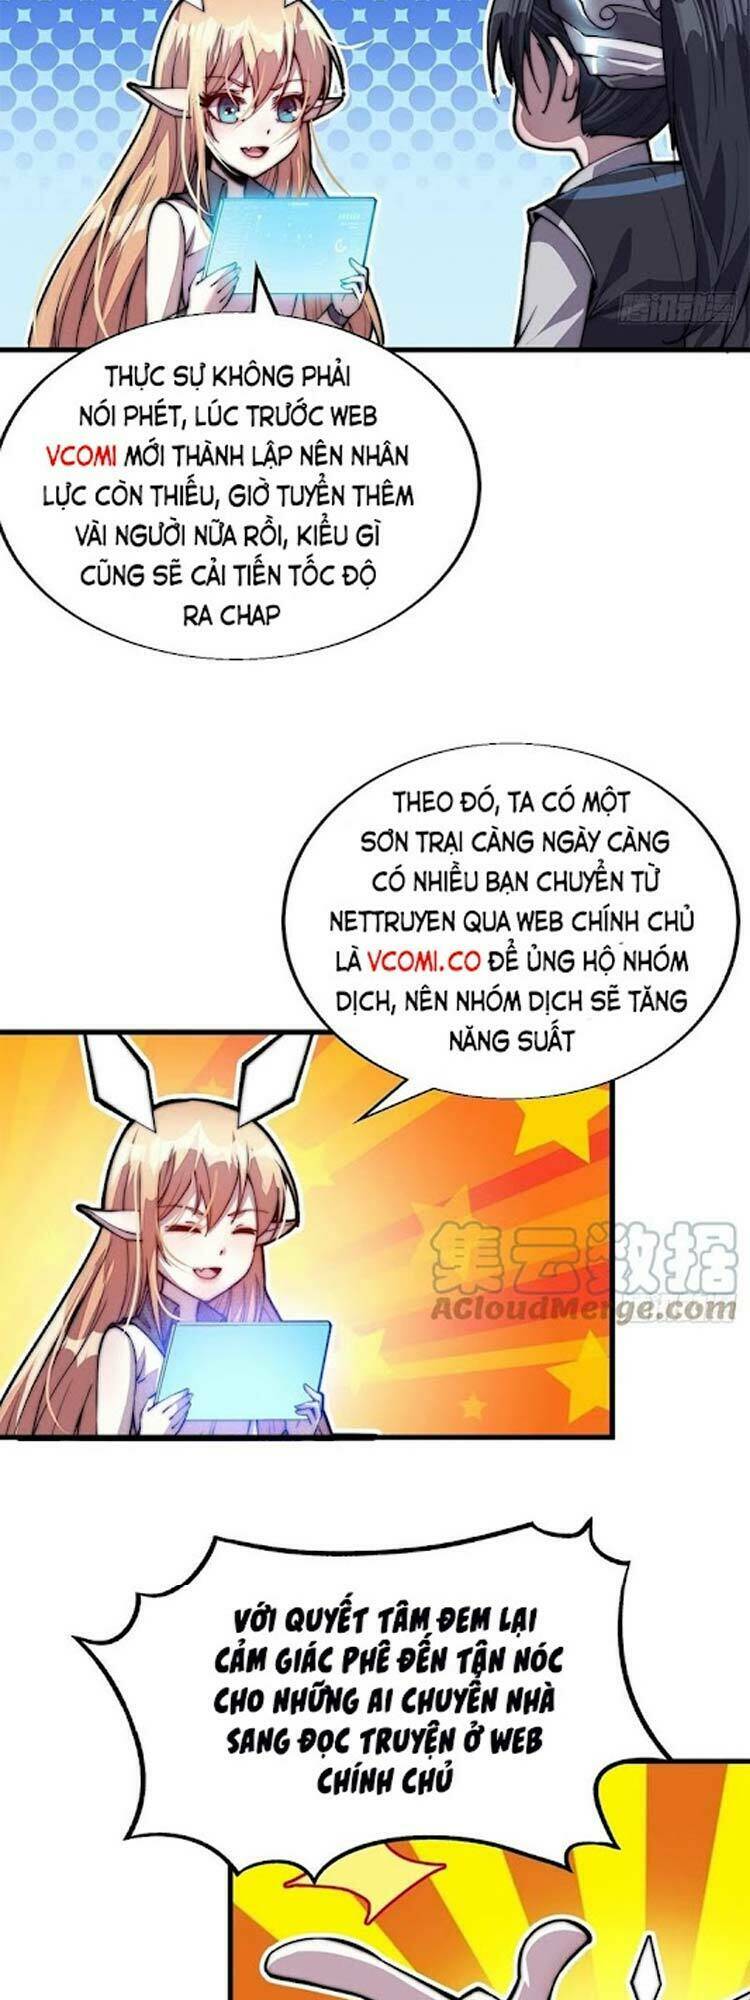 腾讯动漫
THỰC SỰ KHÔNG PHẢI
NÓI PHÉT, LÚC TRƯỚC WEB
VCOMI MỚI THÀNH LẬP NÊN NHÂN
LỰC CÒN THIẾU, GIỜ TUYỂN THÊM
VÀI NGƯỜI NỮA RỒI, KIỂU GÌ
CŨNG SẼ CẢI TIẾN TỐC ĐỘ
RA CHAP
THEO ĐÓ, TA CÓ MỘT
SƠN TRẠI CÀNG NGÀY CÀNG
CÓ NHIỀU BẠN CHUYỂN TỪ
NETTRUYEN QUA WEB CHÍNH CHỦ
LÀ VCOMI.CO ĐỂ ỦNG HỘ NHÓM
DỊCH, NÊN NHÓM DỊCH SẼ TĂNG
NĂNG SUẤT
集云数据
ACloudMerge.com
VỚI QUYẾT TÂM ĐEM LẠI
CẢM GIÁC PHÊ ĐẾN TẬN NÓC
CHO NHỮNG AI CHUYỂN NHÀ
SANG ĐỌC TRUYỆN Ở WEB
CHÍNH CHỦ